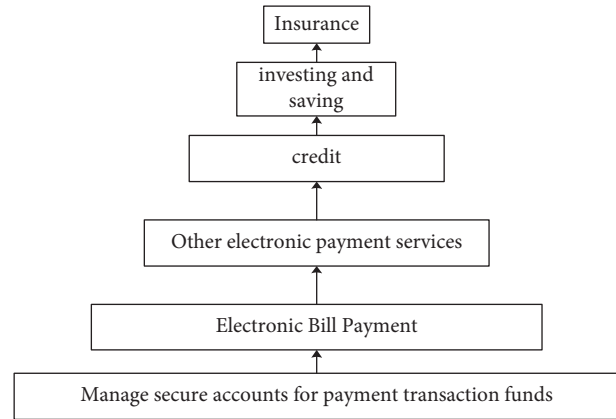 Insurance
investing and
saving
credit
Other electronic payment services
Electronic Bill Payment
Manage secure accounts for payment transaction funds